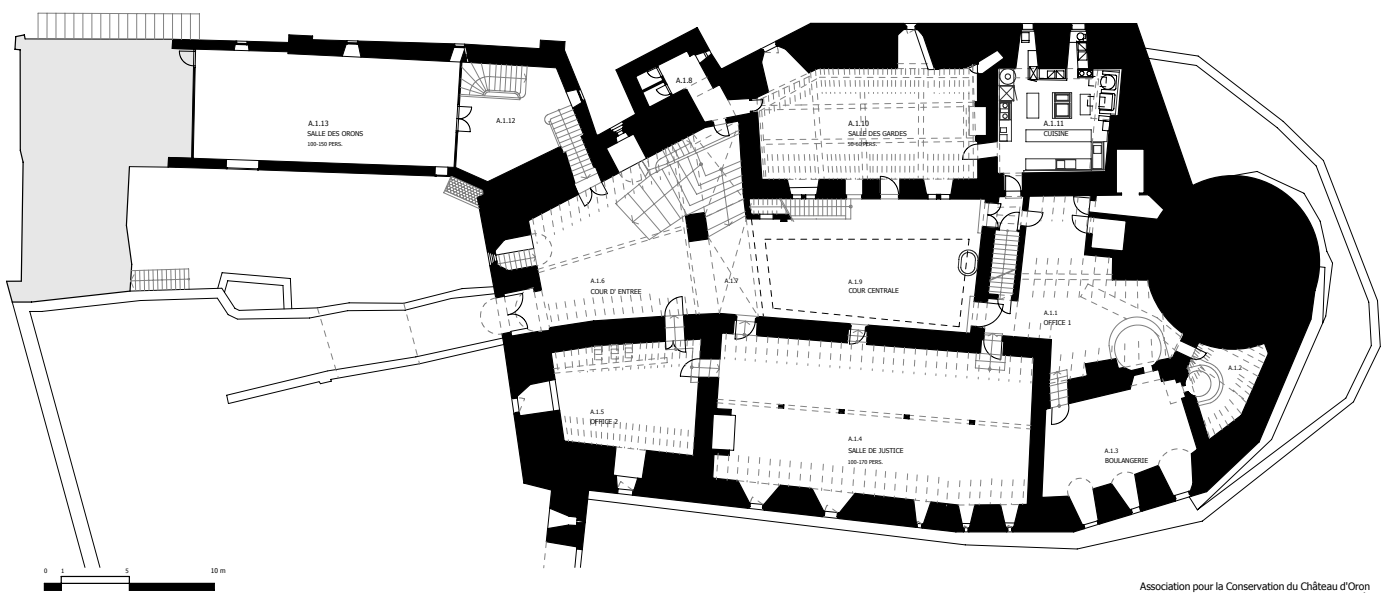 A.1.8
A.1.13
SALLE DES ORONS
100-150 PERS.
A.1.12
A.1.10
SALLE DES GARDES
50-60 PERS.
A.1.11
CUISINE
A.1.6
COUR D' ENTREE
A.1.7
A.1.9
COUR CENTRALE
A.1.1
OFFICE 1
A.1.2
A.1.5
OFFICE 2
A.1.4
SALLE DE JUSTICE
100-170 PERS.
A.1.3
BOULANGERIE
0 1 5 10 m
Association pour la Conservation du Château d'Oron